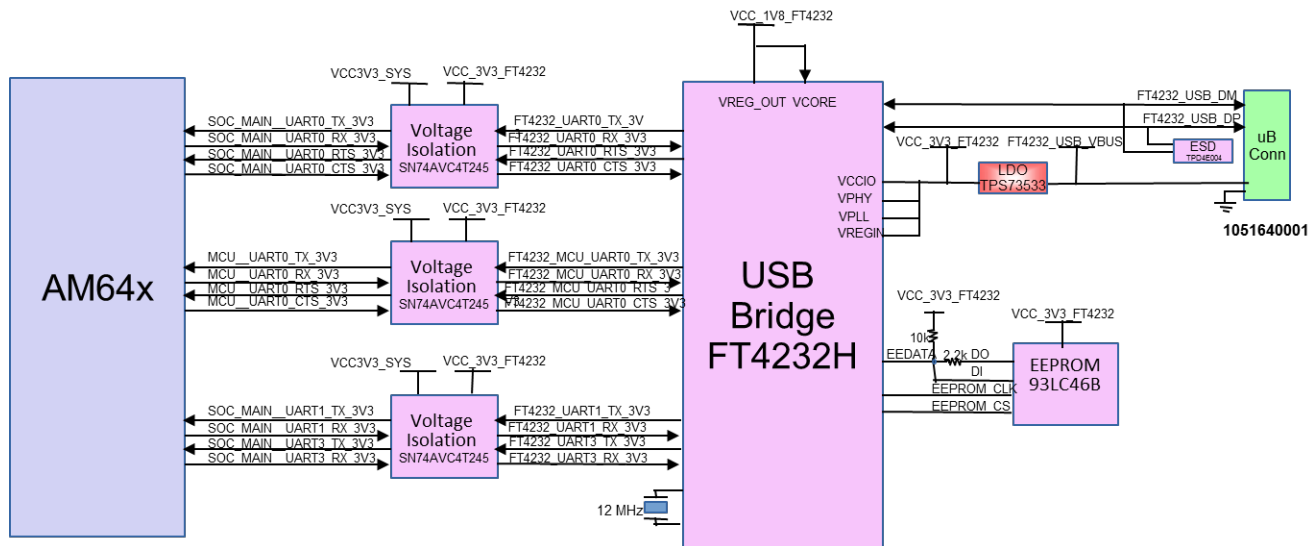 VCC_1V8_FT4232
VCC3V3_SYS
VCC_3V3_FT4232
VREG_OUT VCORE
FT4232_USB_DM
FT4232_USB_DP
uB
Conn
ESD
TPD4E004
SOC_MAIN__UART0_TX_3V3
SOC_MAIN__UART0_RX_3V3
SOC_MAIN__UART0_RTS_3V3
SOC_MAIN__UART0_CTS_3V3
Voltage
Isolation
SN74AVC4T245
FT4232_UART0_TX_3V
FT4232_UART0_RX_3V3
FT4232_UART0_RTS_3V3
FT4232_UART0_CTS_3V3
VCC_3V3_FT4232
FT4232_USB_VBUS
LDO
TPS73533
VCCIO
VPHY
VPLL
VREGIN
1051640001
VCC3V3_SYS
VCC_3V3_FT4232
AM64x
MCU__UART0_TX_3V3
MCU__UART0_RX_3V3
MCU__UART0_RTS_3V3
MCU__UART0_CTS_3V3
Voltage
Isolation
SN74AVC4T245
FT4232_MCU_UART0_TX_3V3
FT4232_MCU_UART0_RX_3V3
FT4232_MCU_UART0_RTS_3
FT4232_MCU_UART0_CTS_3V3
USB
Bridge
FT4232H
VCC_3V3_FT4232
VCC_3V3_FT4232
10k
EEDATA
2.2k
DO
DI
EEPROM_CLK
EEPROM_CS
EEPROM
93LC46B
VCC3V3_SYS
VCC_3V3_FT4232
SOC_MAIN__UART1_TX_3V3
SOC_MAIN__UART1_RX_3V3
SOC_MAIN__UART3_TX_3V3
SOC_MAIN__UART3_RX_3V3
Voltage
Isolation
SN74AVC4T245
FT4232_UART1_TX_3V3
FT4232_UART1_RX_3V3
FT4232_UART3_TX_3V3
FT4232_UART3_RX_3V3
12 MHz